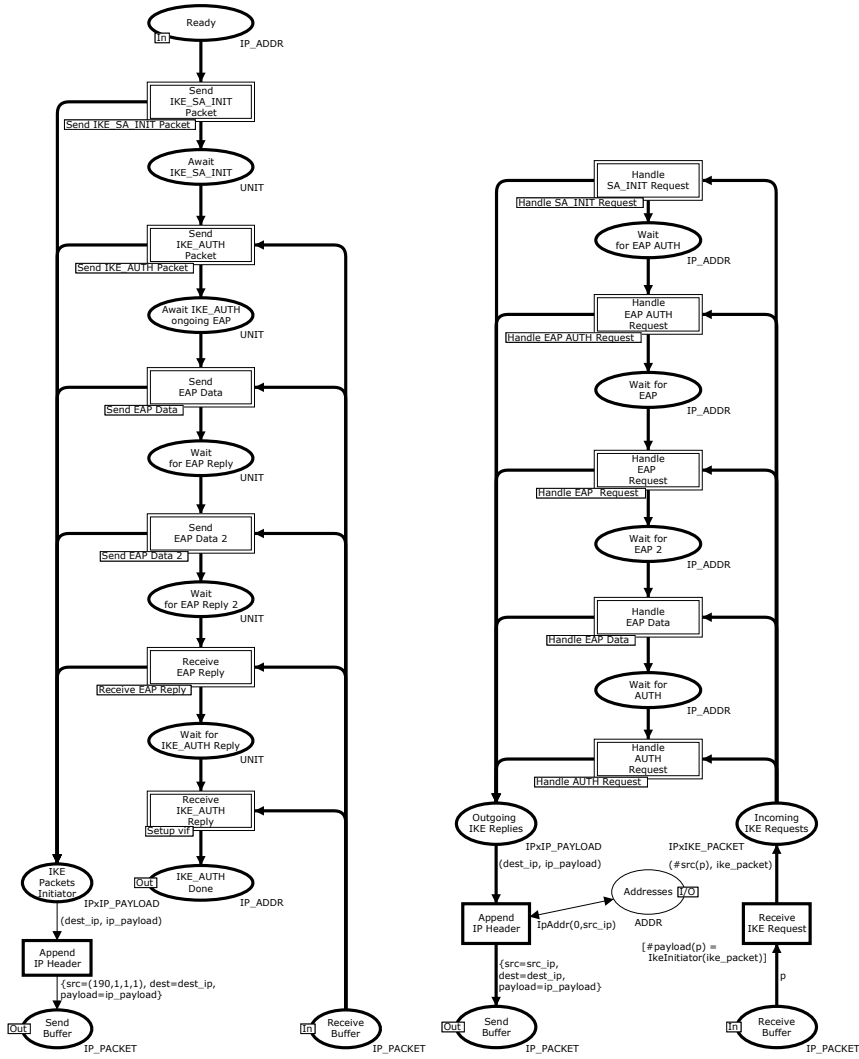 Ready
In
IP_ADDR
Send
IKE_SA_INIT
Packet
Send IKE_SA_INIT Packet
Await
IKE_SA_INIT
UNIT
Send
IKE_AUTH
Packet
Send IKE_AUTH Packet
Await IKE_AUTH
ongoing EAP
UNIT
Send
EAP Data
Send EAP Data
Wait
for EAP Reply
UNIT
Send
EAP Data 2
Send EAP Data 2
Wait
for EAP Reply 2
UNIT
Receive
EAP Reply
Receive EAP Reply
Wait for
IKE_AUTH Reply
UNIT
Receive
IKE_AUTH
Reply
Setup vif
IKE_AUTH
Done
Out
IP_ADDR
IKE
Packets
Initiator
IPxIP_PAYLOAD
(dest_ip, ip_payload)
Append
IP Header
{src=(190,1,1,1), dest=dest_ip,
payload=ip_payload}
Out
Send
Buffer
IP_PACKET
In
Receive
Buffer
IP_PACKET
Handle
SA_INIT Request
Handle SA_INIT Request
Wait
for EAP AUTH
IP_ADDR
Handle
EAP AUTH
Request
Handle EAP AUTH Request
Wait for
EAP
IP_ADDR
Handle
EAP
Request
Handle EAP  Request
Wait for
EAP 2
IP_ADDR
Handle
EAP Data
Handle EAP Data
Wait for
AUTH
IP_ADDR
Handle
AUTH
Request
Handle AUTH Request
Outgoing
IKE Replies
IPxIP_PAYLOAD
(dest_ip, ip_payload)
Incoming
IKE Requests
IPxIKE_PACKET
(#src(p), ike_packet)
Addresses
I/O
ADDR
IpAddr(0,src_ip)
Append
IP Header
Receive
IKE Request
{src=src_ip,
dest=dest_ip,
payload=ip_payload}
[#payload(p) =
IkeInitiator(ike_packet)]
p
Out
Send
Buffer
IP_PACKET
In
Receive
Buffer
IP_PACKET